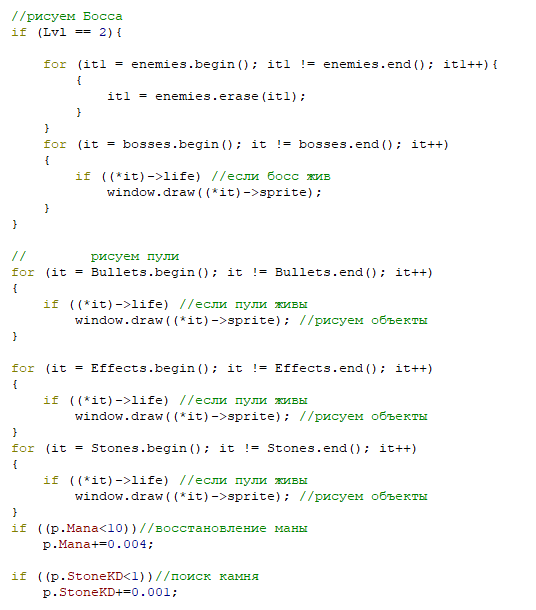 //рисуем Босса
if (Lvl == 2){
for (it1 = enemies.begin(); it1 != enemies.end(); it1++){
{
it1 = enemies.erase(it1);
}
}
for (it = bosses.begin(); it != bosses.end(); it++)
{
if ((*it)->life) //если босс жив
window.draw((*it)->sprite);
}
}
// рисуем пули
for (it = Bullets.begin(); it != Bullets.end(); it++)
{
if ((*it)->life) //если пули живы
window.draw((*it)->sprite); //рисуем объекты
}
for (it = Effects.begin(); it != Effects.end(); it++)
{
if ((*it)->life) //если пули живы
window.draw((*it)->sprite); //рисуем объекты
}
for (it = Stones.begin(); it != Stones.end(); it++)
{
if ((*it)->life) //если пули живы
window.draw((*it)->sprite); //рисуем объекты
}
if ((p.Mana<10))//восстановление маны
p.Mana+=0.004;
if ((p.StoneKD<1))//поиск камня
p.StoneKD+=0.001;